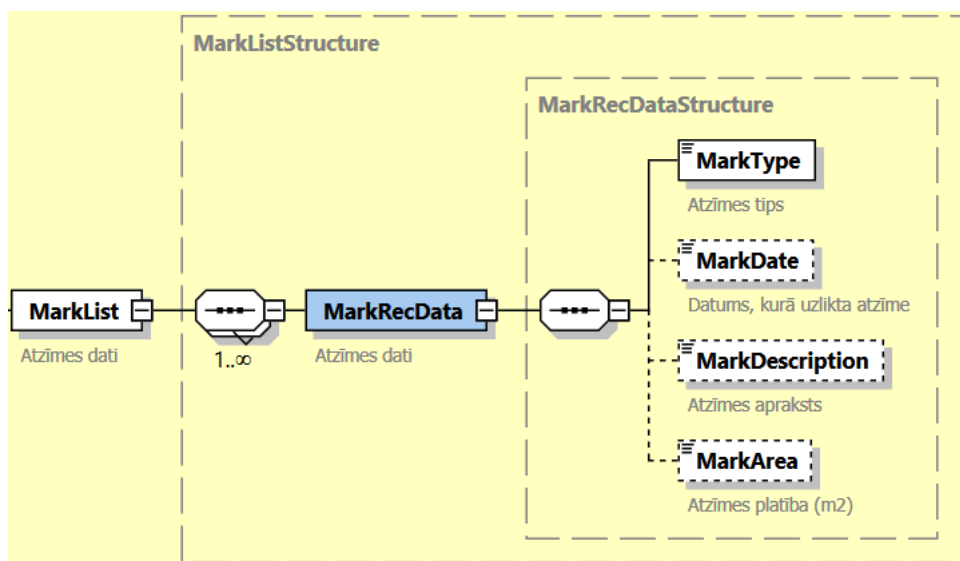 MarkListStructure
MarkRecDataStructure
MarkType
Atzīmes tips
MarkDate
Datums, kurā uzlikta atzīme
MarkList
Atzīmes dati
1..∞
MarkRecData
Atzīmes dati
MarkDescription
Atzīmes apraksts
MarkArea
Atzīmes platība (m2)